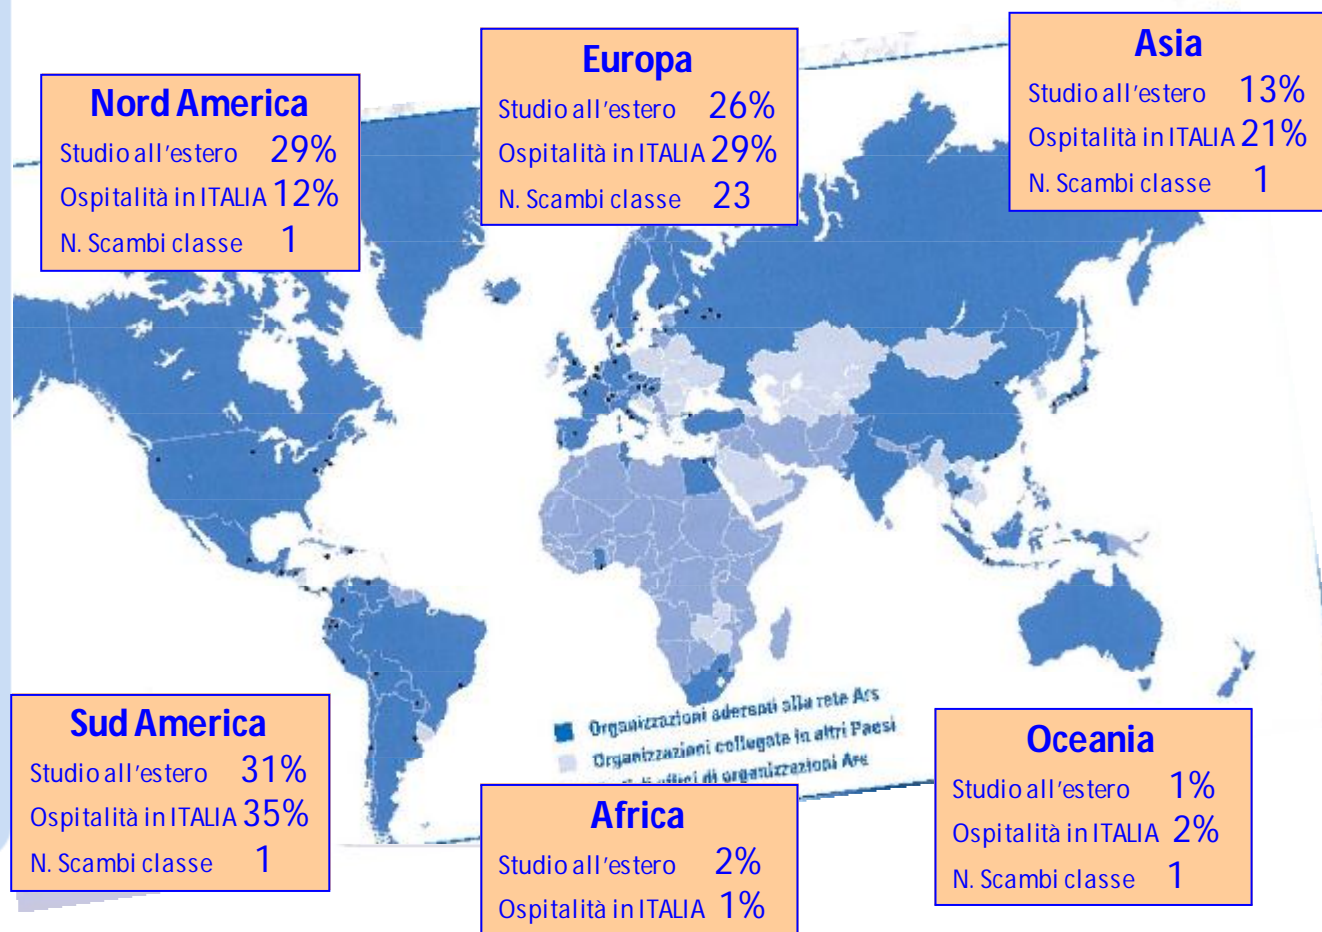 Nord America
Studio all'estero 29%
Ospitalità in ITALIA 12%
N. Scambi classe 1
Europa
Studio all'estero 26%
Ospitalità in ITALIA 29%
N. Scambi classe 23
Asia
Studio all'estero 13%
Ospitalità in ITALIA 21%
N. Scambi classe 1
Sud America
Studio all'estero 31%
Ospitalità in ITALIA 35%
N. Scambi classe 1
Organizzazioni aderenti alla rete Afs
Organizzazioni collegate in altri Paesi
di organizzazioni Afs
Africa
Studio all'estero 2%
Ospitalità in ITALIA 1%
Oceania
Studio all'estero 1%
Ospitalità in ITALIA 2%
N. Scambi classe 1